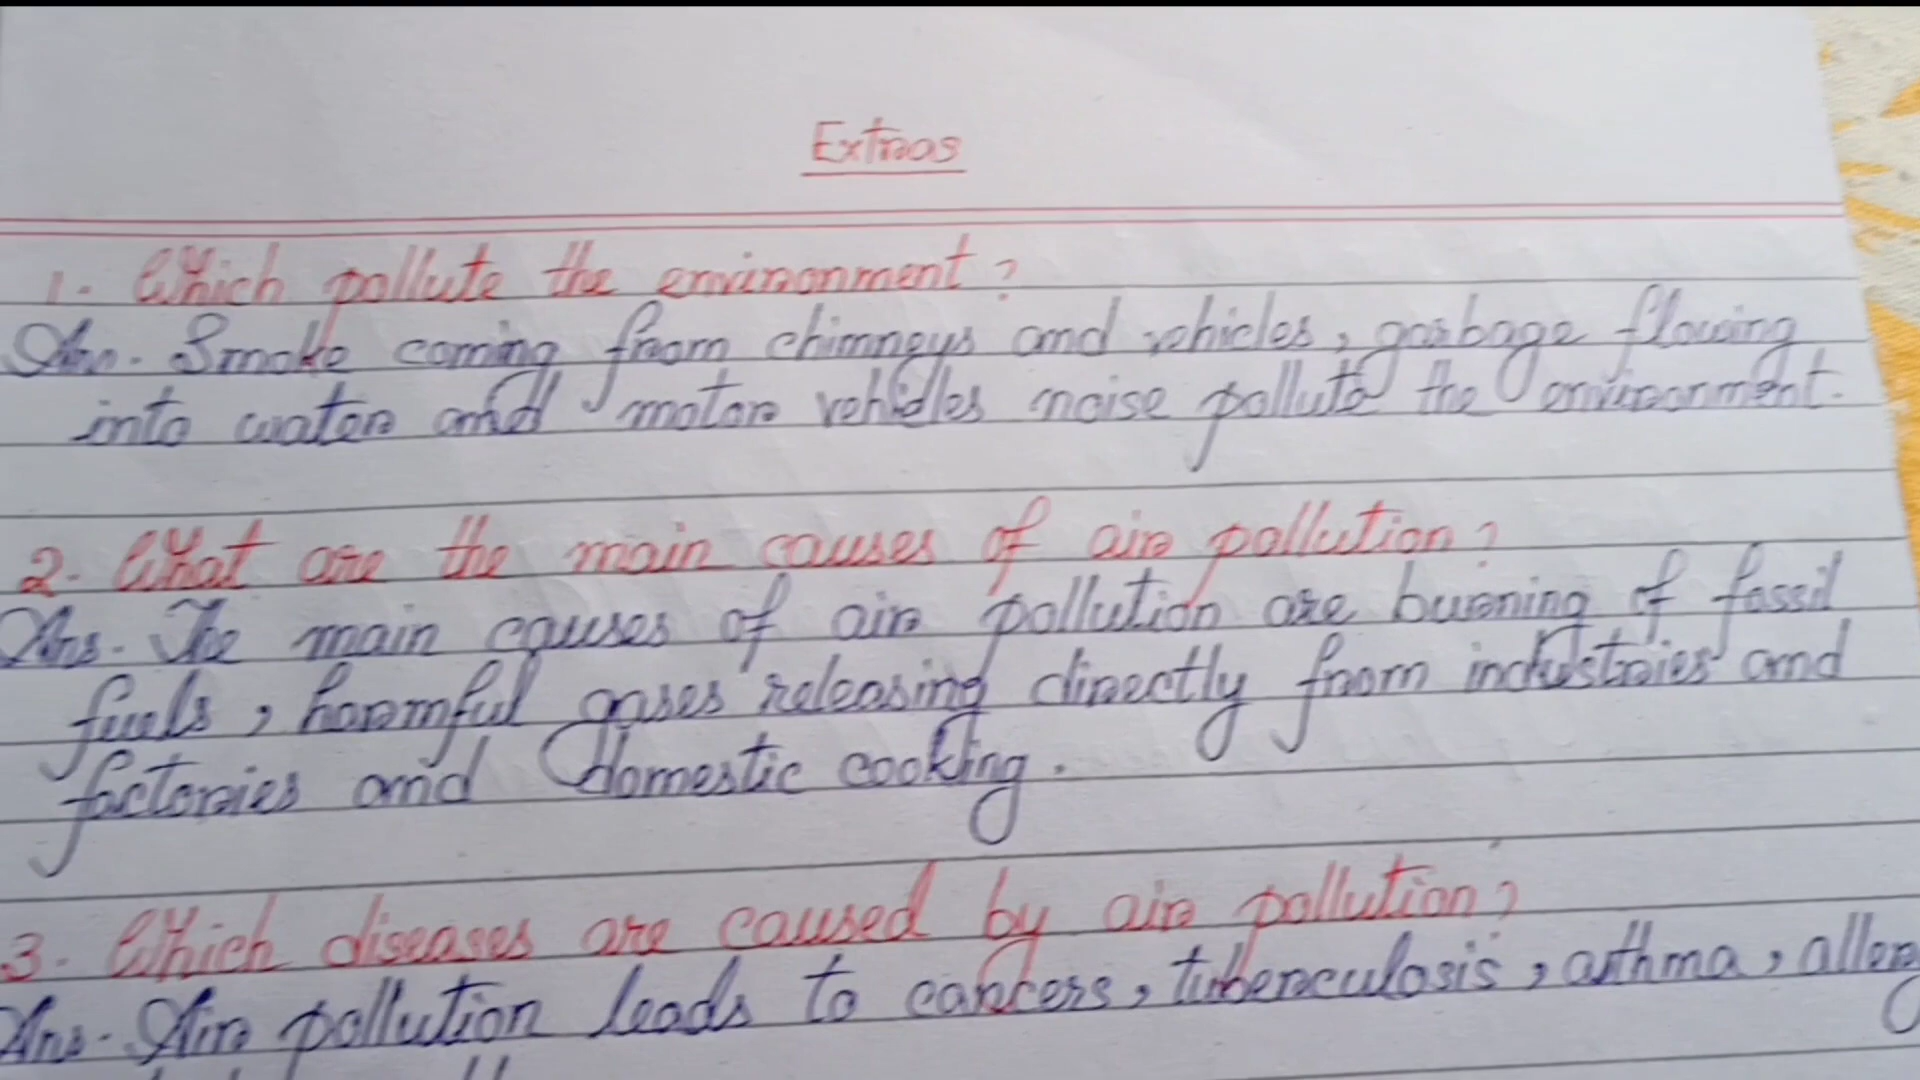 Extras
1. Which pollute the environment?
Ans. Smoke coming from chimneys and vehicles, garbage flowing
into water and motor vehicles noise pollute the environment.
2. What are the main causes of air pollution?
Ans. The main causes of air pollution are burning of fossil
fuels, harmful gases releasing directly from industries and
factories and domestic cooking.
3. Which diseases are caused by air pollution?
Ans. Air pollution leads to cancers, tuberculosis, asthma, allerg